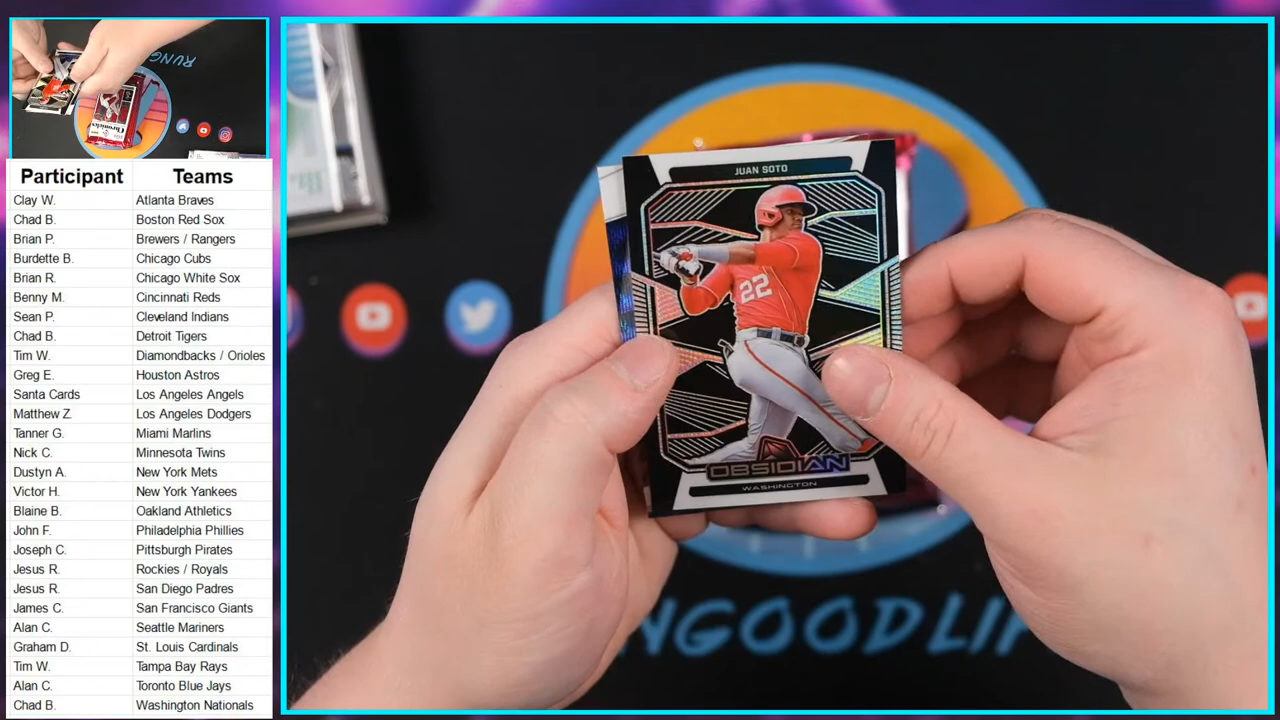 RUNG
Chronicles
Participant Teams
Clay W. Atlanta Braves
Chad B. Boston Red Sox
Brian P. Brewers / Rangers
Burdette B. Chicago Cubs
Brian R. Chicago White Sox
Benny M. Cincinnati Reds
Sean P. Cleveland Indians
Chad B. Detroit Tigers
Tim W. Diamondbacks / Orioles
Greg E. Houston Astros
Santa Cards Los Angeles Angels
Matthew Z. Los Angeles Dodgers
Tanner G. Miami Marlins
Nick C. Minnesota Twins
Dustyn A. New York Mets
Victor H. New York Yankees
Blaine B. Oakland Athletics
John F. Philadelphia Phillies
Joseph C. Pittsburgh Pirates
Jesus R. Rockies / Royals
Jesus R. San Diego Padres
James C. San Francisco Giants
Alan C. Seattle Mariners
Graham D. St. Louis Cardinals
Tim W. Tampa Bay Rays
Alan C. Toronto Blue Jays
Chad B. Washington Nationals
JUAN SOTO
22
OBSIDIAN
WASHINGTON
NGOODLIF